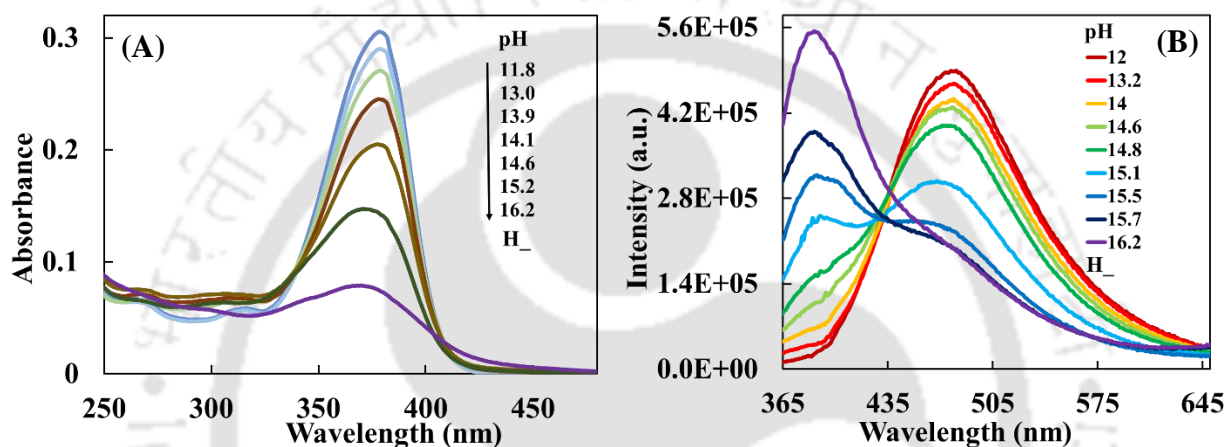 (A)
Absorbance
0.3
0.2
0.1
0
250 300 350 400 450
Wavelength (nm)
pH
11.8
13.0
13.9
14.1
14.6
15.2
16.2
H_
(B)
Intensity (a.u.)
5.6E+05
4.2E+05
2.8E+05
1.4E+05
0.0E+00
365 435 505 575 645
Wavelength (nm)
pH
12
13.2
14
14.6
14.8
15.1
15.5
15.7
16.2
H_